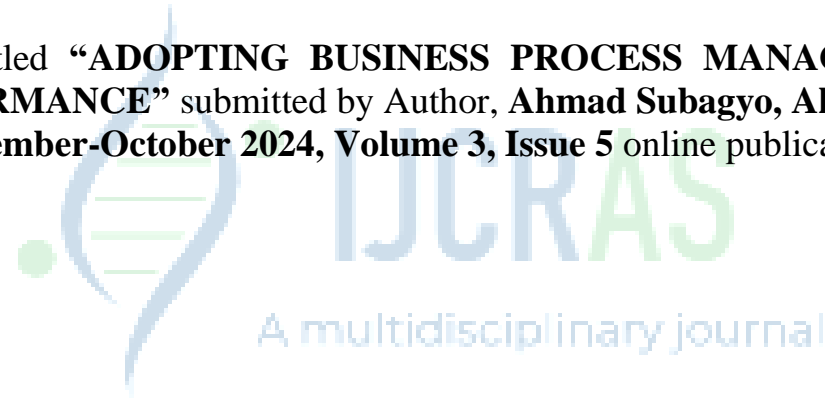 tled “ADOPTING BUSINESS PROCESS MANAG
RMANCE” submitted by Author, Ahmad Subagyo, Al
ember-October 2024, Volume 3, Issue 5 online publica
IJCRAS
A multidisciplinary journal